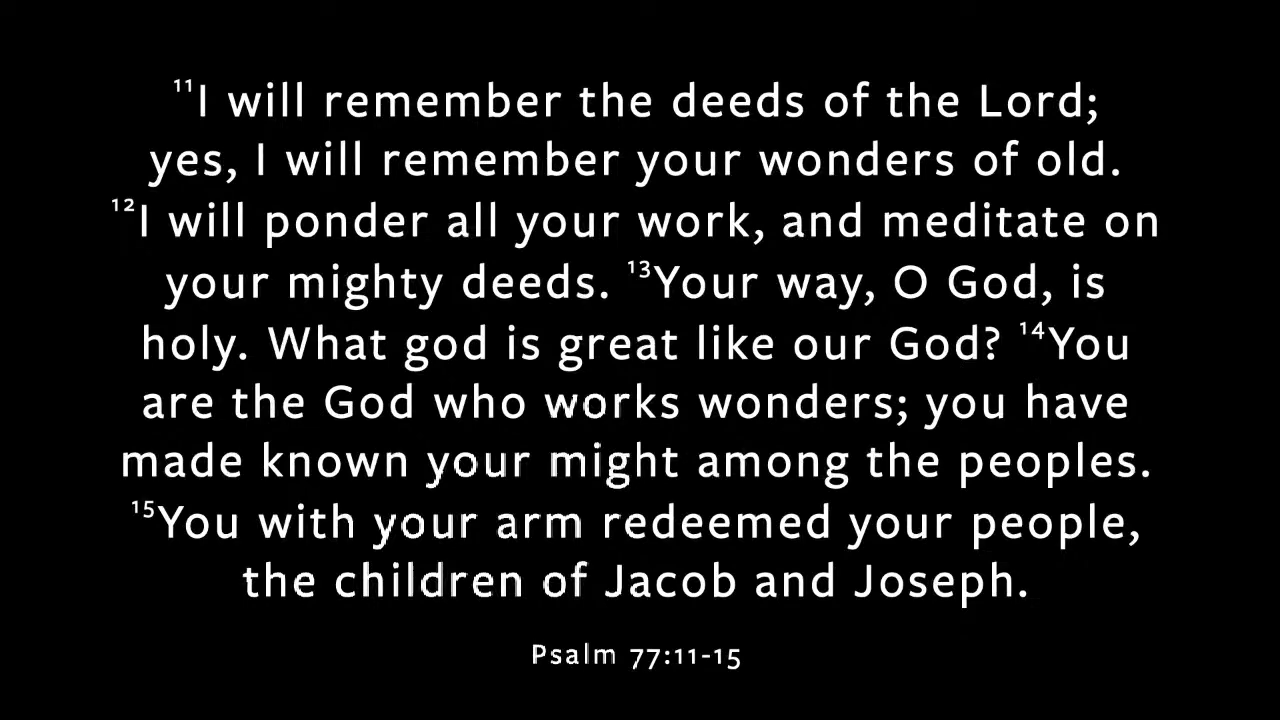 ¹¹I will remember the deeds of the Lord;
yes, I will remember your wonders of old.
¹²I will ponder all your work, and meditate on
your mighty deeds. ¹³Your way, O God, is
holy. What god is great like our God? ¹⁴You
are the God who works wonders; you have
made known your might among the peoples.
¹⁵You with your arm redeemed your people,
the children of Jacob and Joseph.
Psalm 77:11-15